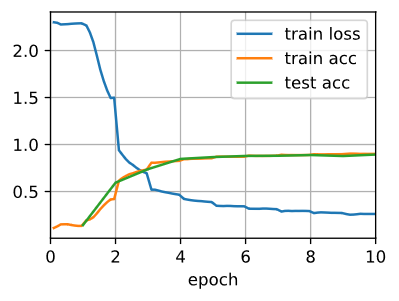 train loss
train acc
test acc
2.0
1.5
1.0
0.5
0 2 4 6 8 10
epoch